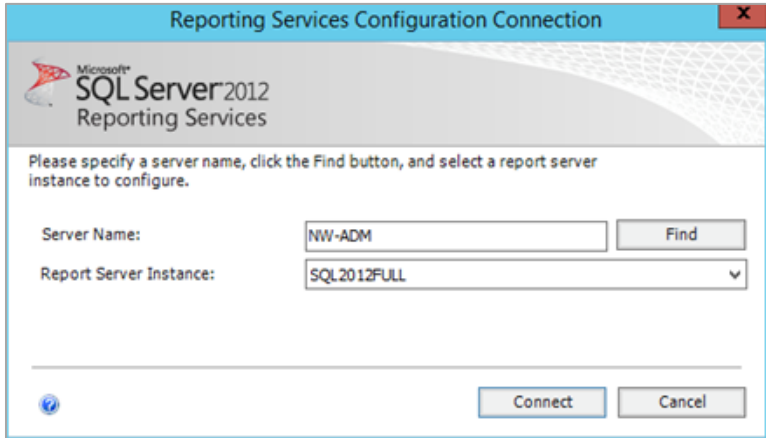 Reporting Services Configuration Connection
x
Microsoft®
SQL Server 2012
Reporting Services
Please specify a server name, click the Find button, and select a report server
instance to configure.
Server Name: NW-ADM Find
Report Server Instance: SQL2012FULL
? Connect Cancel